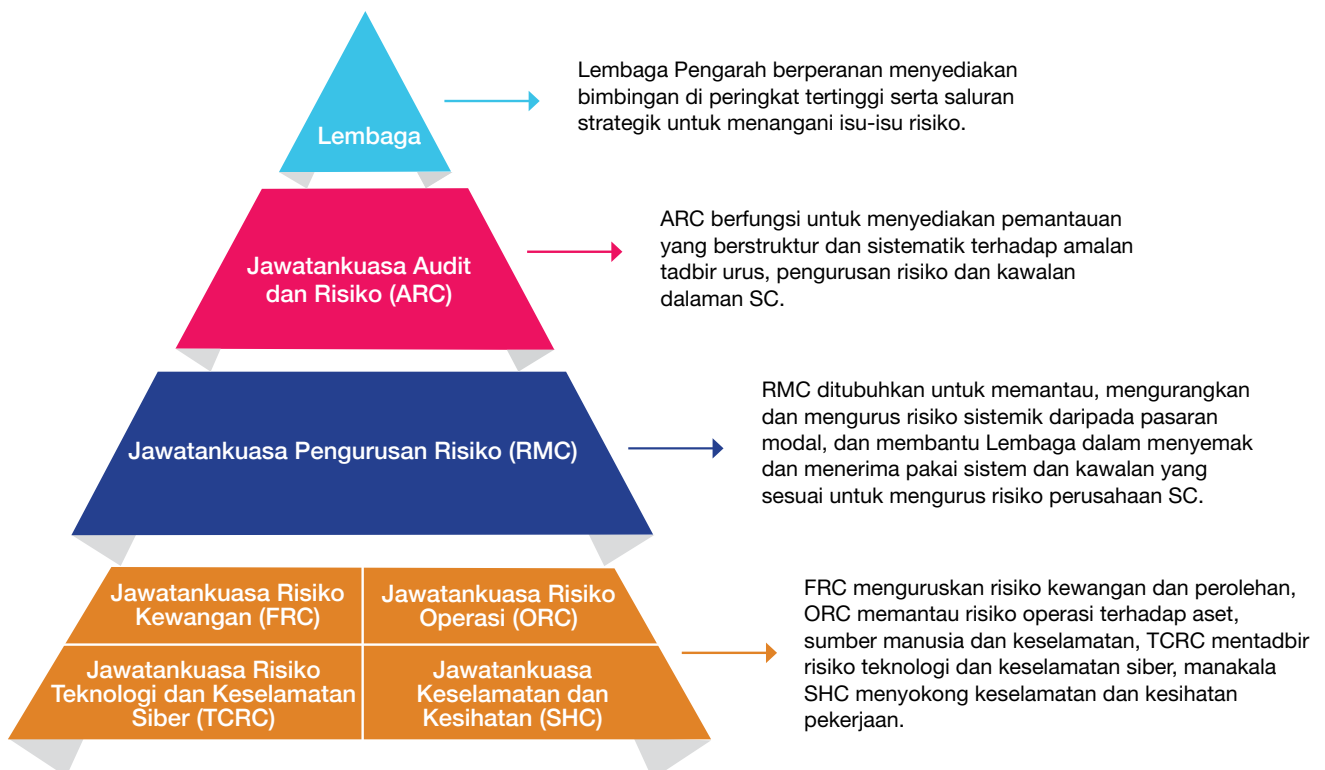 Lembaga
Lembaga Pengarah berperanan menyediakan
bimbingan di peringkat tertinggi serta saluran
strategik untuk menangani isu-isu risiko.
Jawatankuasa Audit
dan Risiko (ARC)
ARC berfungsi untuk menyediakan pemantauan
yang berstruktur dan sistematik terhadap amalan
tadbir urus, pengurusan risiko dan kawalan
dalaman SC.
Jawatankuasa Pengurusan Risiko (RMC)
RMC ditubuhkan untuk memantau, mengurangkan
dan mengurus risiko sistemik daripada pasaran
modal, dan membantu Lembaga dalam menyemak
dan menerima pakai sistem dan kawalan yang
sesuai untuk mengurus risiko perusahaan SC.
Jawatankuasa Risiko
Kewangan (FRC)
Jawatankuasa Risiko
Operasi (ORC)
Jawatankuasa Risiko
Teknologi dan Keselamatan
Siber (TCRC)
Jawatankuasa
Keselamatan dan
Kesihatan (SHC)
FRC menguruskan risiko kewangan dan perolehan,
ORC memantau risiko operasi terhadap aset,
sumber manusia dan keselamatan, TCRC mentadbir
risiko teknologi dan keselamatan siber, manakala
SHC menyokong keselamatan dan kesihatan
pekerjaan.